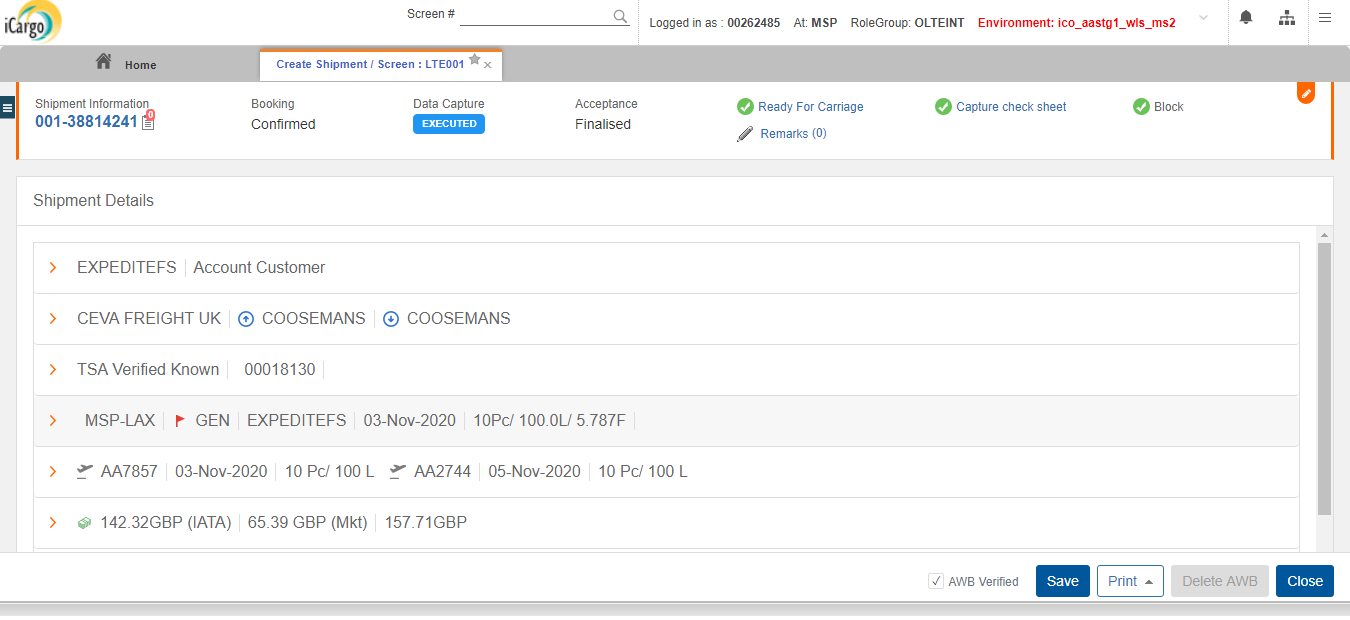 iCargo
Screen #
Logged in as : 00262485 At: MSP RoleGroup: OLTEINT Environment: ico_aastg1_wls_ms2
Home
Create Shipment / Screen : LTE001
Shipment Information Booking Data Capture Acceptance Ready For Carriage Capture check sheet Block
001-38814241 0 Confirmed EXECUTED Finalised Remarks (0)
Shipment Details
EXPEDITEFS Account Customer
CEVA FREIGHT UK COOSEMANS COOSEMANS
TSA Verified Known 00018130
MSP-LAX GEN EXPEDITEFS 03-Nov-2020 10Pc/ 100.0L/ 5.787F
AA7857 03-Nov-2020 10 Pc/ 100 L AA2744 05-Nov-2020 10 Pc/ 100 L
142.32GBP (IATA) 65.39 GBP (Mkt) 157.71GBP
AWB Verified Save Print Delete AWB Close